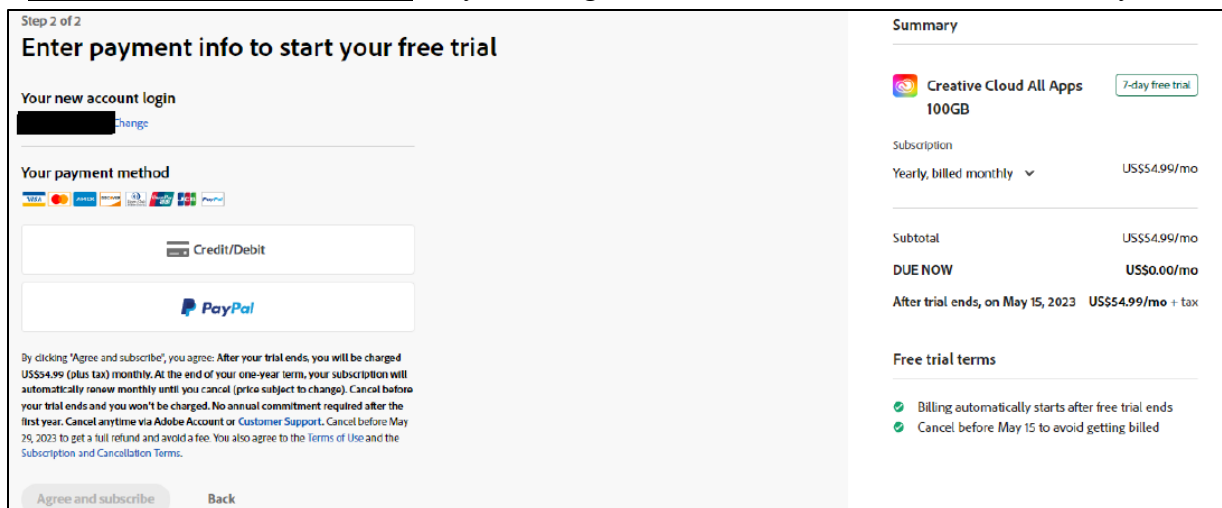 Step 2 of 2
Enter payment info to start your free trial
Your new account login
Change
Your payment method
VISA DISCOVER PayPal
Credit/Debit
PayPal
By clicking "Agree and subscribe", you agree: After your trial ends, you will be charged
US$54.99 (plus tax) monthly. At the end of your one-year term, your subscription will
automatically renew monthly until you cancel (price subject to change). Cancel before
your trial ends and you won't be charged. No annual commitment required after the
first year. Cancel anytime via Adobe Account or Customer Support. Cancel before May
29, 2023 to get a full refund and avoid a fee. You also agree to the Terms of Use and the
Subscription and Cancellation Terms.
Agree and subscribe Back
Summary
Creative Cloud All Apps 7-day free trial
100GB
Subscription
Yearly, billed monthly US$54.99/mo
Subtotal US$54.99/mo
DUE NOW US$0.00/mo
After trial ends, on May 15, 2023 US$54.99/mo + tax
Free trial terms
Billing automatically starts after free trial ends
Cancel before May 15 to avoid getting billed